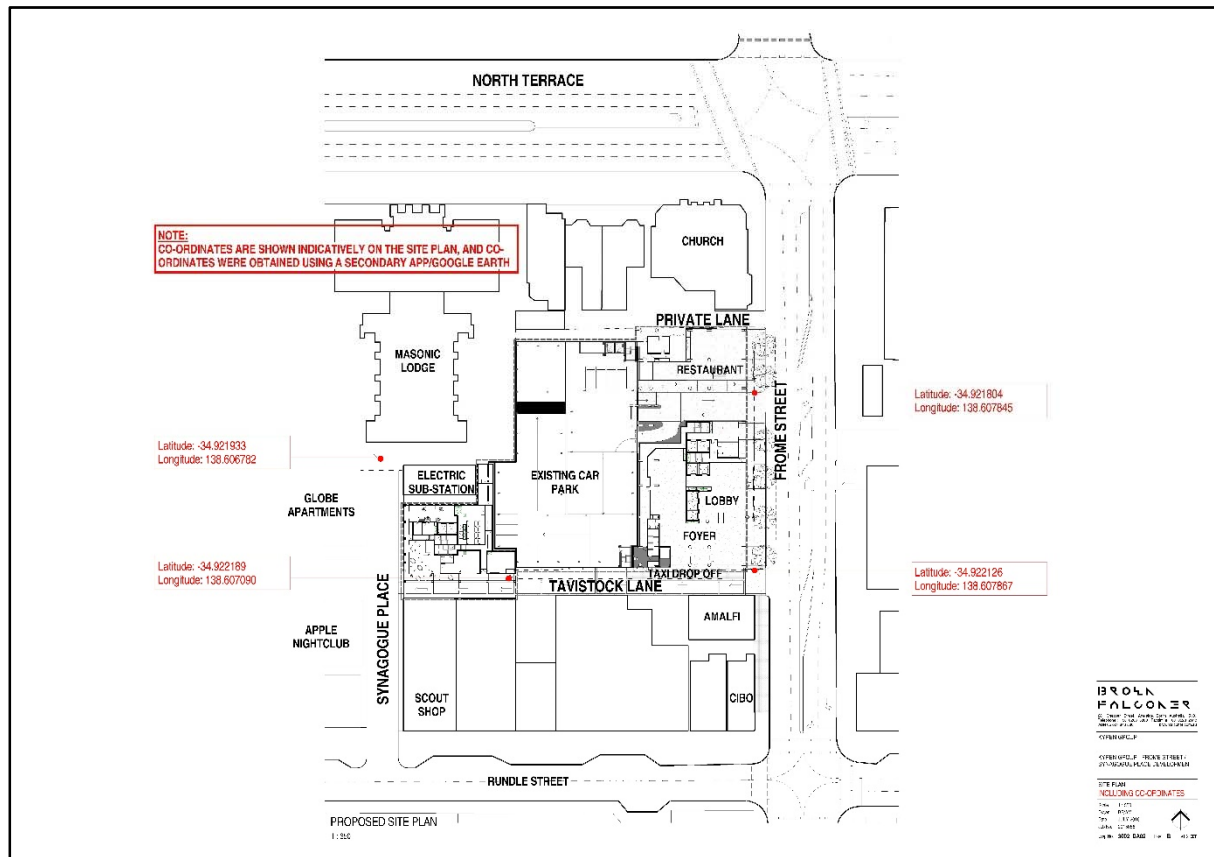 NORTH TERRACE
NOTE:
CO-ORDINATES ARE SHOWN INDICATIVELY ON THE SITE PLAN, AND CO-
ORDINATES WERE OBTAINED USING A SECONDARY APP/GOOGLE EARTH
CHURCH
PRIVATE LANE
MASONIC
LODGE
RESTAURANT
FROME STREET
Latitude: -34.921804
Longitude: 138.607845
Latitude: -34.921933
Longitude: 138.606782
ELECTRIC
SUB-STATION
EXISTING CAR
PARK
LOBBY
GLOBE
APARTMENTS
FOYER
Latitude: -34.922189
Longitude: 138.607090
TAXI DROP OFF
TAVISTOCK LANE
Latitude: -34.922126
Longitude: 138.607867
SYNAGOGUE PLACE
AMALFI
APPLE
NIGHTCLUB
SCOUT
SHOP
CIBO
RUNDLE STREET
PROPOSED SITE PLAN
BROWN
FALCONER
SITE PLAN
INCLUDING CO-ORDINATES